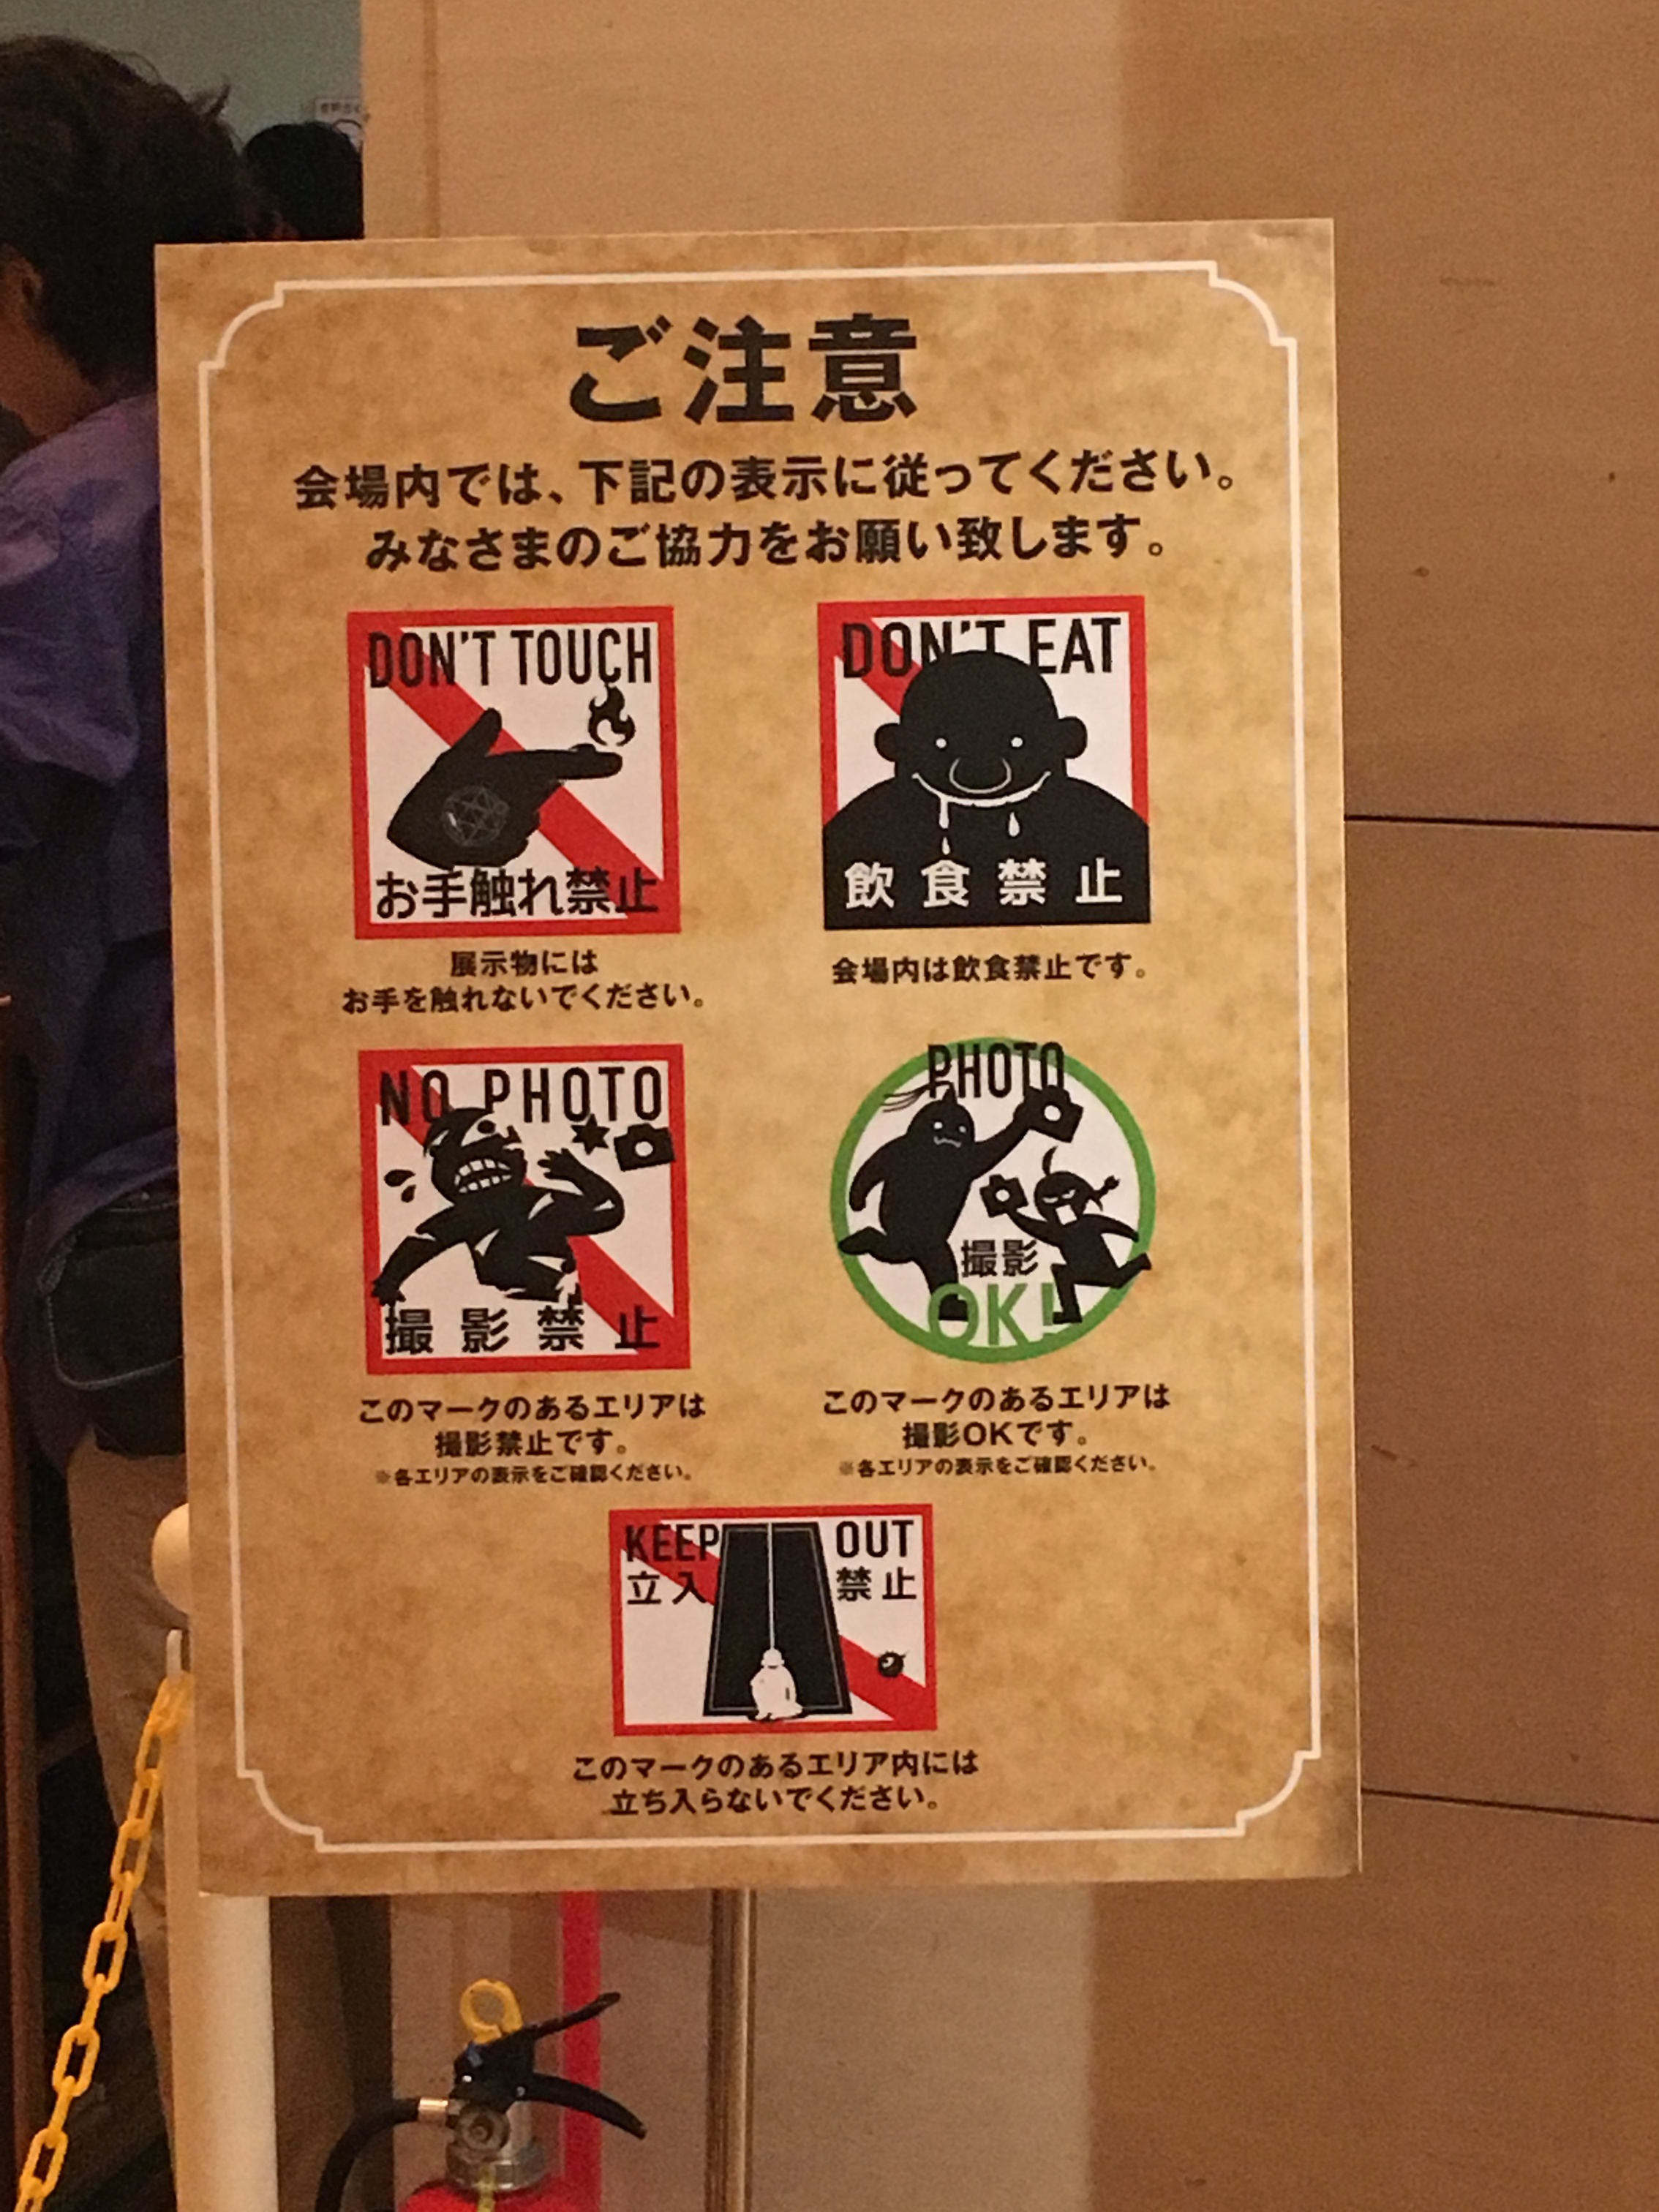 ご注意
会場内では、下記の表示に従ってください。
みなさまのご協力をお願い致します。
DON'T TOUCH
お手触れ禁止
展示物には
お手を触れないでください。
DON'T EAT
飲食禁止
会場内は飲食禁止です。
NO PHOTO
撮影禁止
このマークのあるエリアは
撮影禁止です。
※各エリアの表示をご確認ください。
PHOTO
撮影
OK!
このマークのあるエリアは
撮影OKです。
※各エリアの表示をご確認ください。
KEEP OUT
立入禁止
このマークのあるエリア内には
立ち入らないでください。